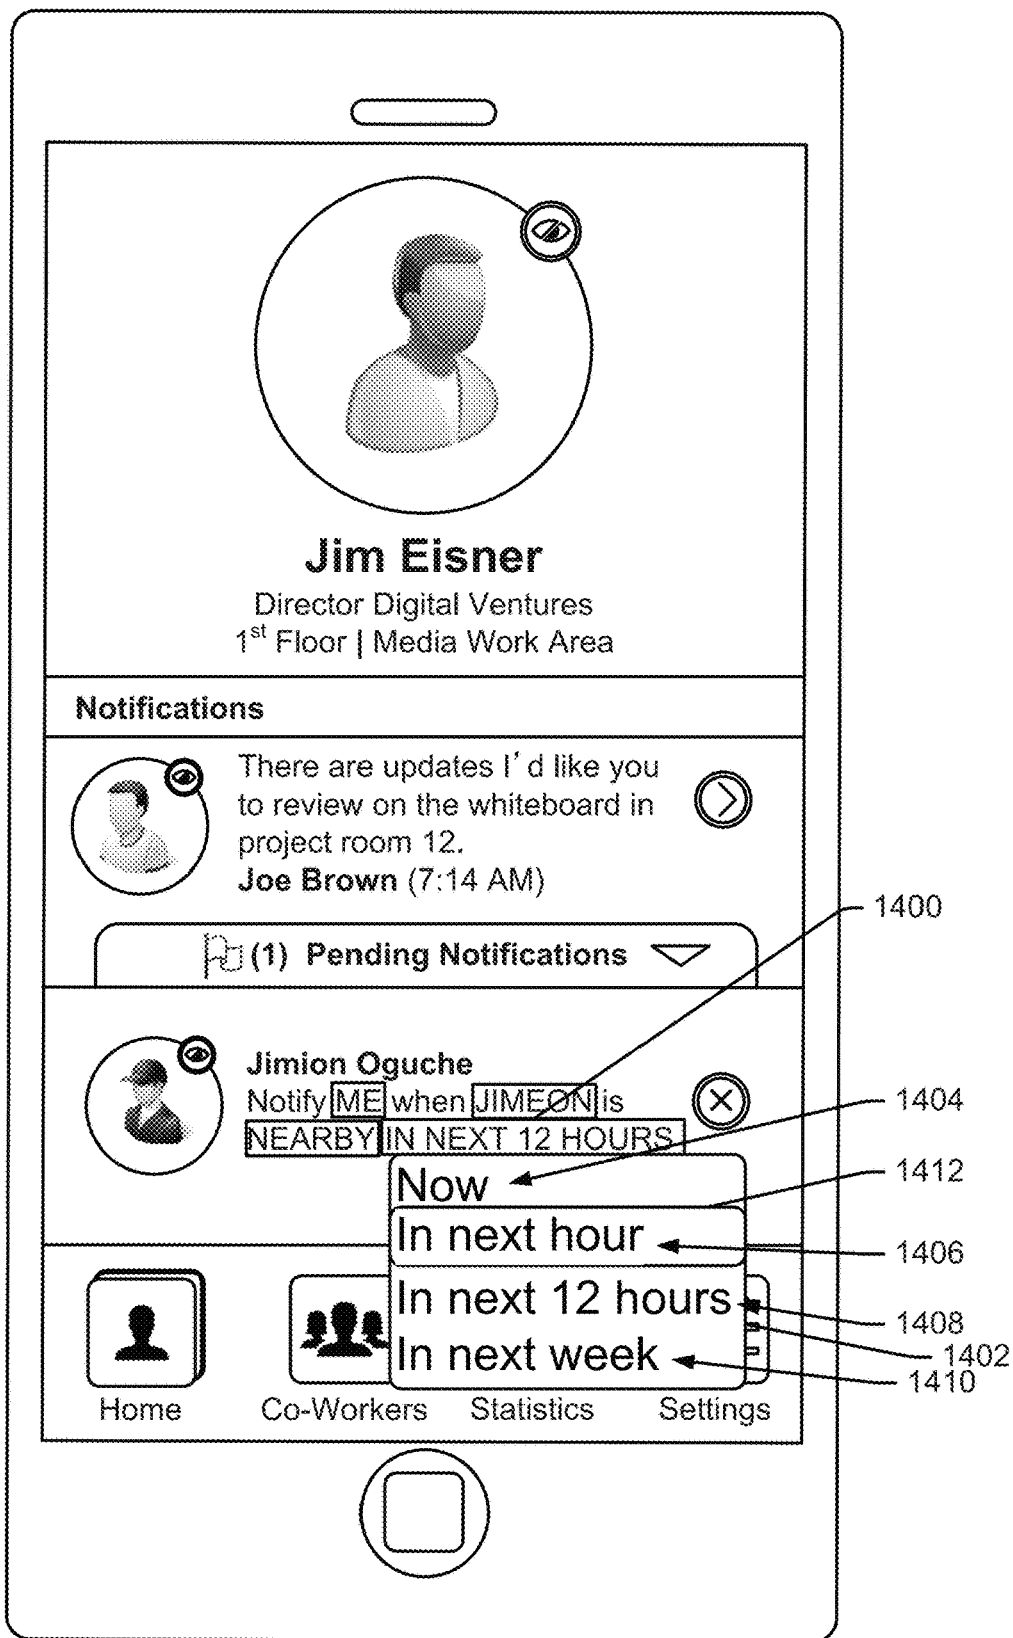 Jim Eisner
Director Digital Ventures
1st Floor | Media Work Area
Notifications
There are updates I' d like you
to review on the whiteboard in
project room 12.
Joe Brown (7:14 AM)
(1) Pending Notifications
Jimion Oguche
Notify ME when JIMEON is
NEARBY IN NEXT 12 HOURS
Now
In next hour
In next 12 hours
In next week
Home
Co-Workers
Statistics
Settings
1400
1404
1412
1406
1408
1402
1410